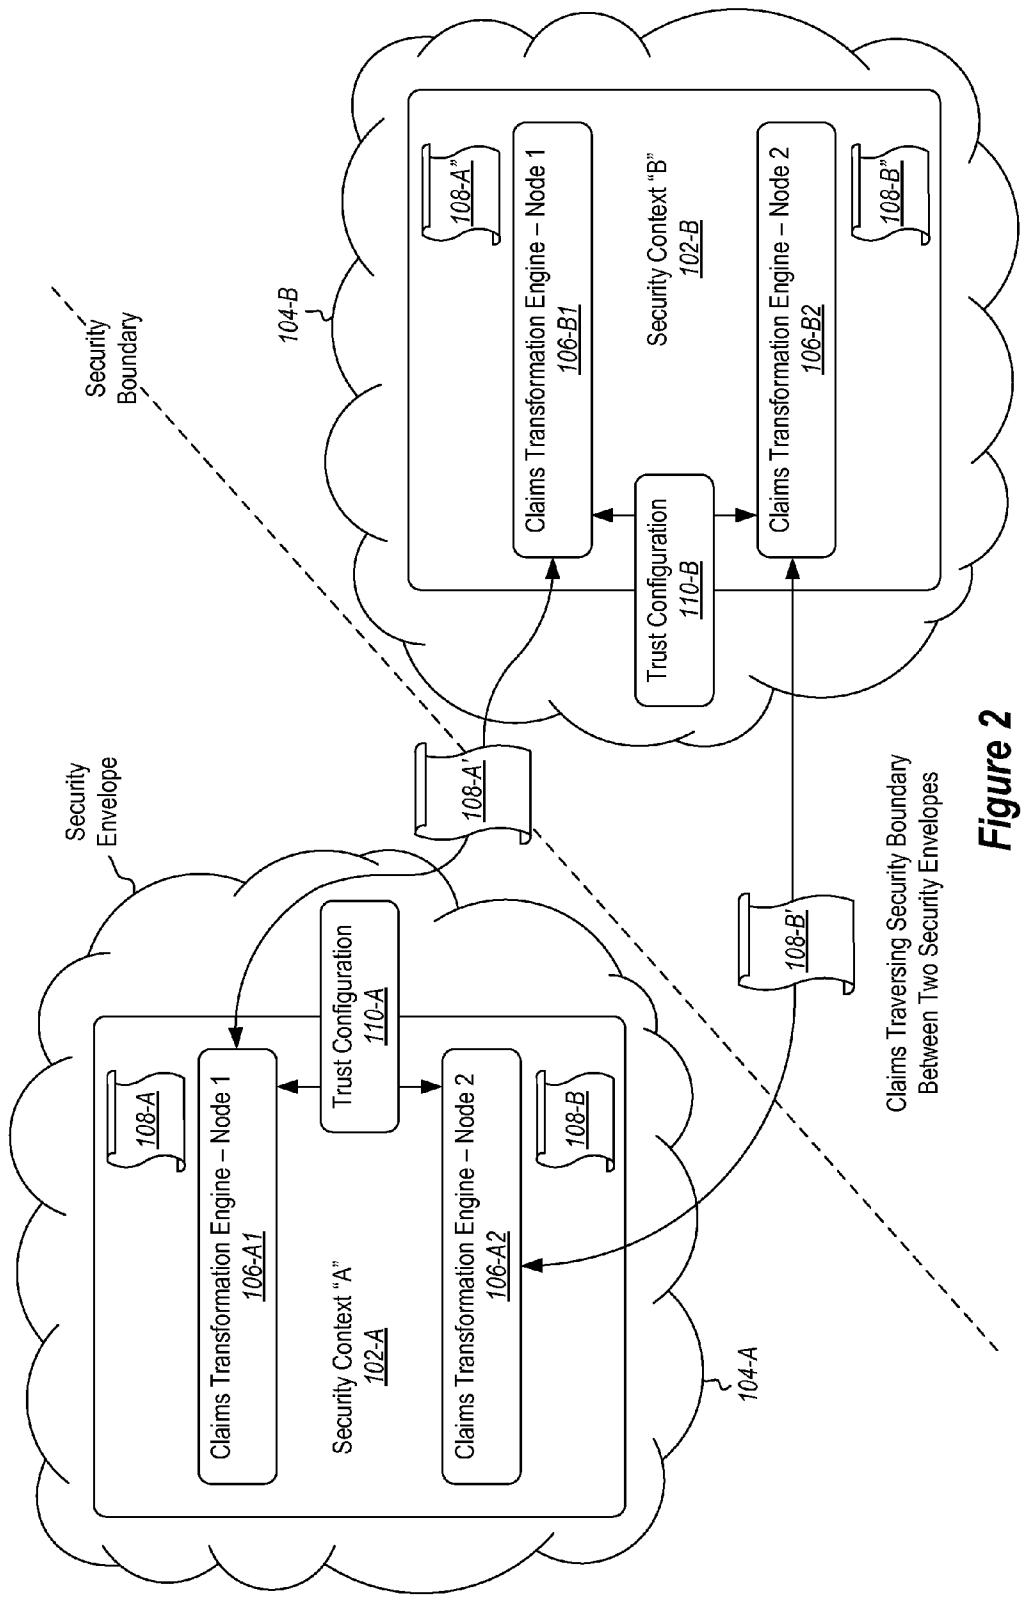 Security
Envelope
Security
Boundary
104-B
108-A
Claims Transformation Engine – Node 1
106-A1
Trust Configuration
110-A
Security Context “A”
102-A
Claims Transformation Engine – Node 2
106-A2
108-B
104-A
108-A'
108-B'
108-A”
Claims Transformation Engine – Node 1
106-B1
Trust Configuration
110-B
Security Context “B”
102-B
Claims Transformation Engine – Node 2
106-B2
108-B”
Claims Traversing Security Boundary
Between Two Security Envelopes
Figure 2